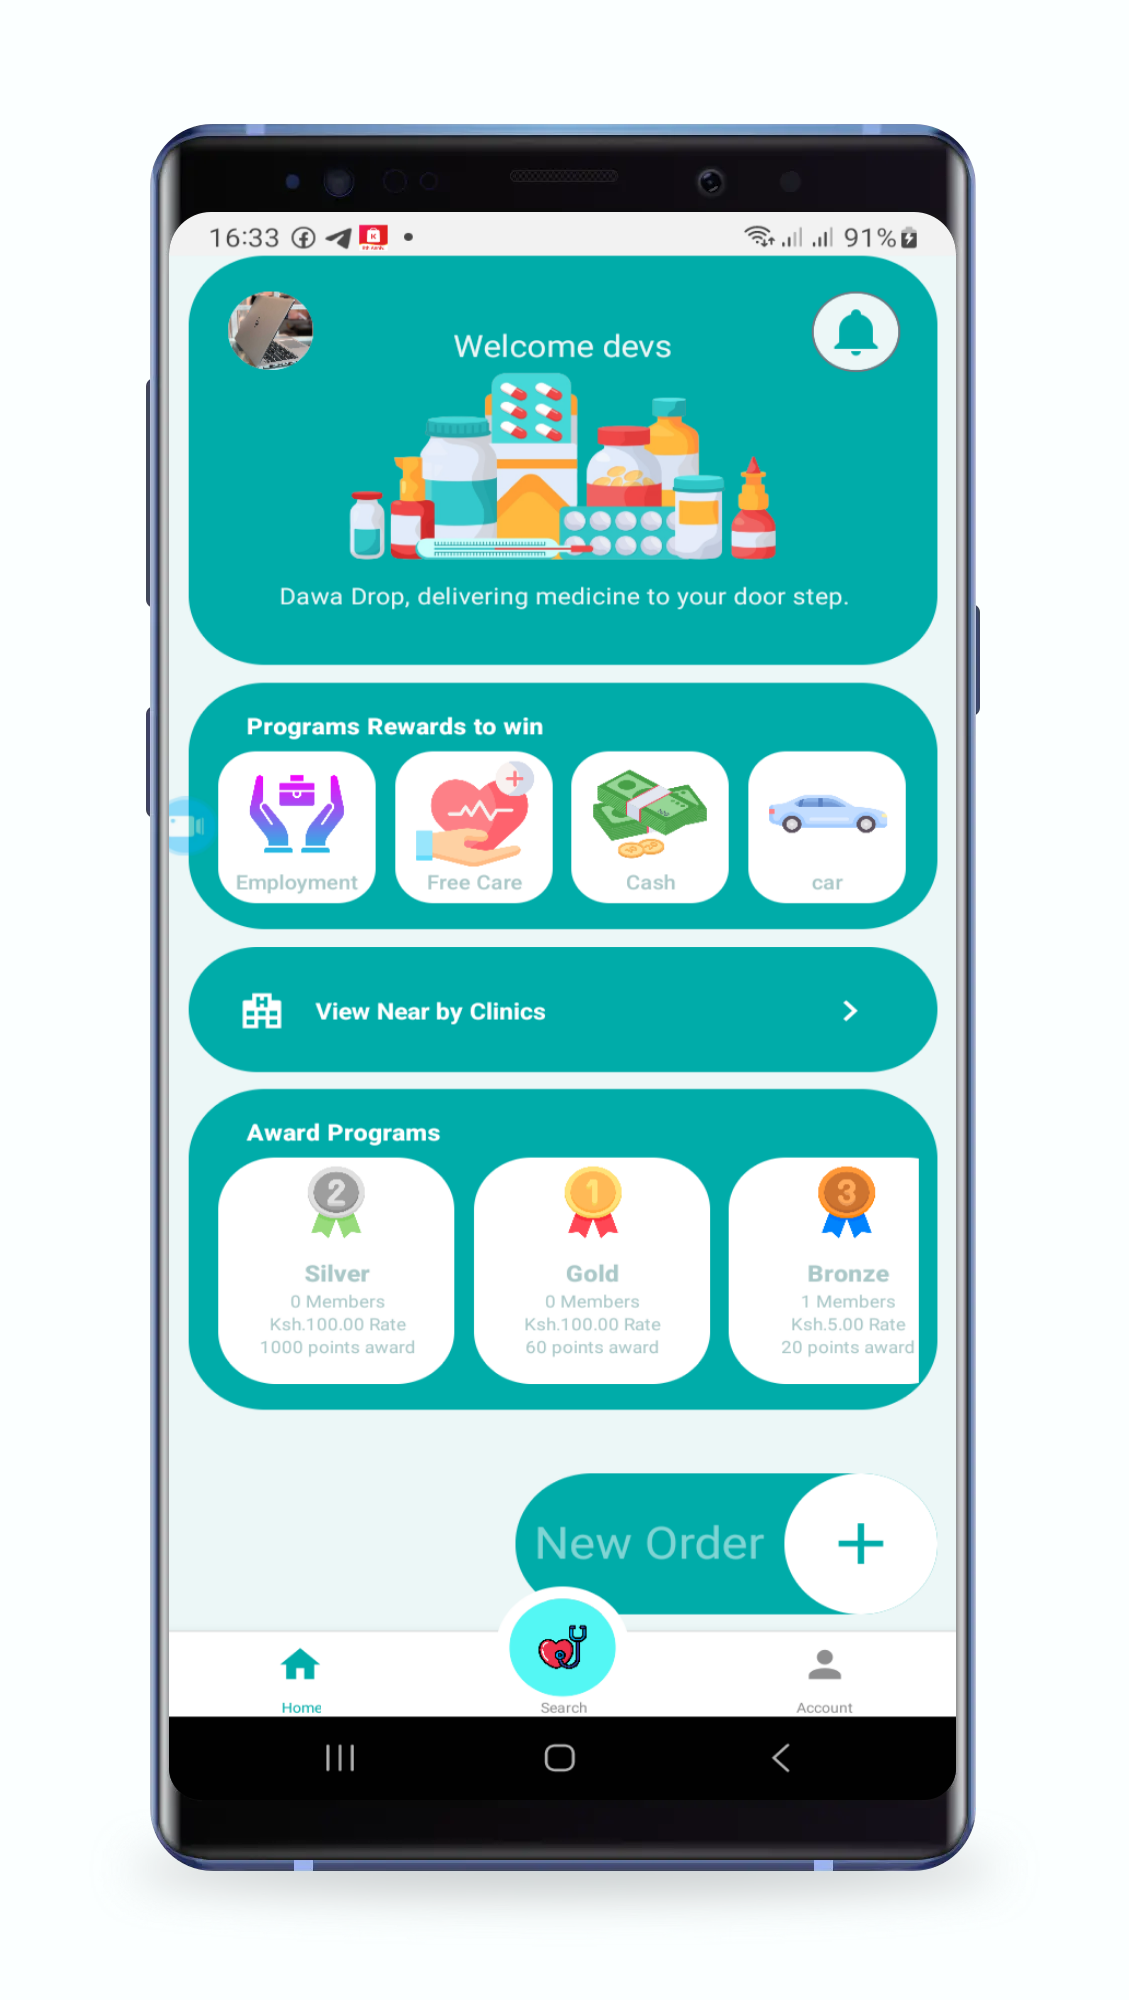 16:33
91%
Welcome devs
Dawa Drop, delivering medicine to your door step.
Programs Rewards to win
Employment
Free Care
Cash
car
H
View Near by Clinics
Award Programs
2
1
3
Silver
Gold
Bronze
0 Members
0 Members
1 Members
Ksh.100.00 Rate
Ksh.100.00 Rate
Ksh.5.00 Rate
1000 points award
60 points award
20 points award
New Order
Home
Search
Account